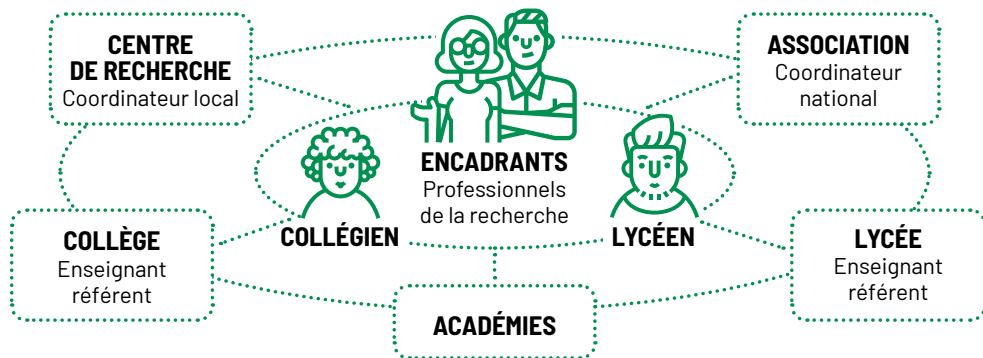 CENTRE
DE RECHERCHE
Coordinateur local
ASSOCIATION
Coordinateur
national
ENCADRANTS
Professionnels
de la recherche
COLLÉGIEN
LYCÉEN
COLLÈGE
Enseignant
référent
LYCÉE
Enseignant
référent
ACADÉMIES